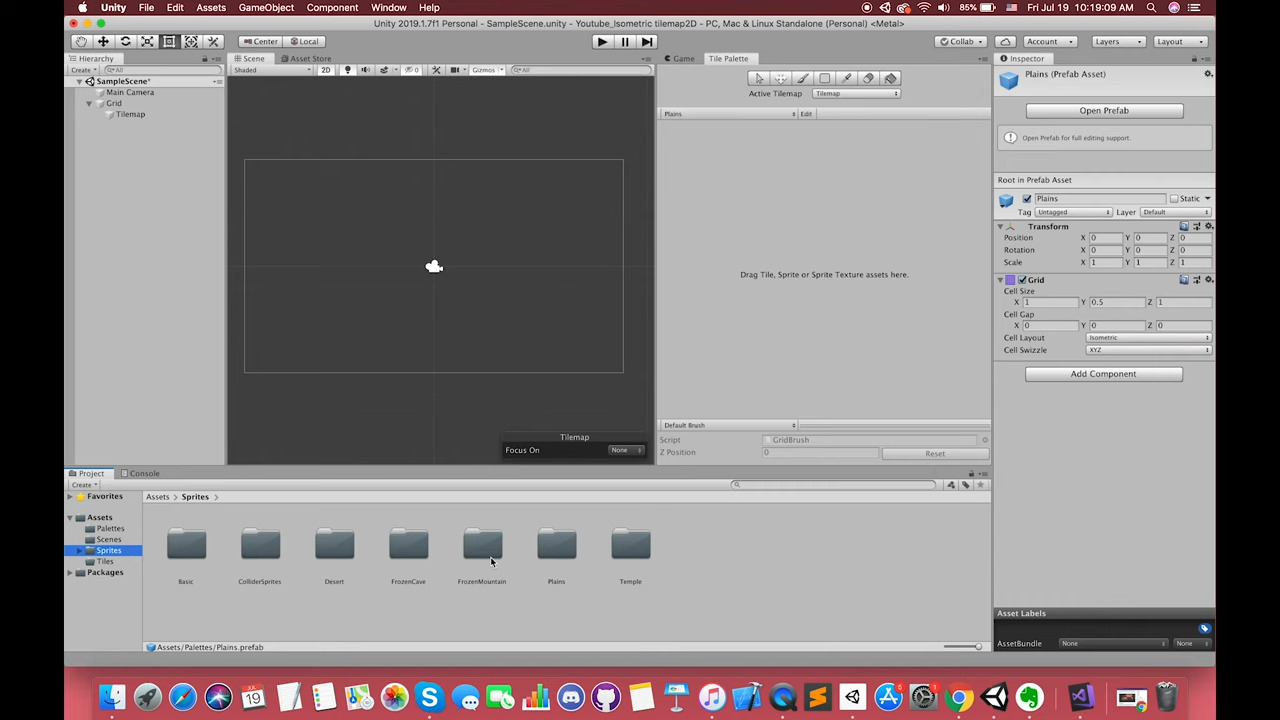 Unity File Edit Assets GameObject Component Window Help 85% Fri Jul 19 10:19:09 AM
Unity 2019.1.7f1 Personal - SampleScene.unity - Youtube_Isometric tilemap2D - PC, Mac & Linux Standalone (Personal) <Metal>
Center Local Collab Account Layers Layout
Hierarchy Scene Asset Store Game Tile Palette Inspector
Create All Shaded 2D 0 Gizmos All
SampleScene*
Main Camera
Grid
Tilemap
Active Tilemap Tilemap
Plains Edit
Drag Tile, Sprite or Sprite Texture assets here.
Tilemap
Focus On None
Default Brush
Script GridBrush
Z Position 0 Reset
Plains (Prefab Asset)
Open Prefab
Open Prefab for full editing support.
Root in Prefab Asset
Plains Static
Tag Untagged Layer Default
Transform
Position X 0 Y 0 Z 0
Rotation X 0 Y 0 Z 0
Scale X 1 Y 1 Z 1
Grid
Cell Size
X 1 Y 0.5 Z 1
Cell Gap
X 0 Y 0 Z 0
Cell Layout Isometric
Cell Swizzle XYZ
Add Component
Asset Labels
AssetBundle None None
Project Console
Create
Favorites
Assets
Palettes
Scenes
Sprites
Tiles
Packages
Assets Sprites
Basic ColliderSprites Desert FrozenCave FrozenMountain Plains Temple
Assets/Palettes/Plains.prefab